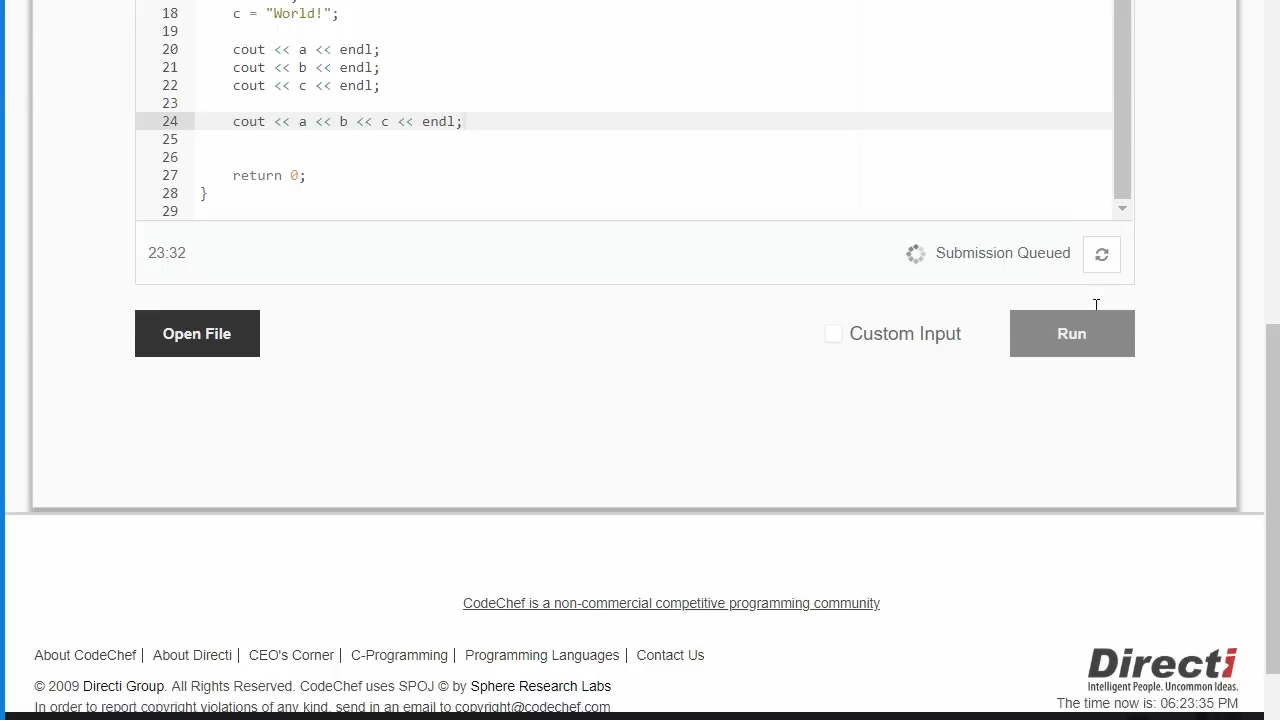 18 c = "World!";
19
20 cout << a << endl;
21 cout << b << endl;
22 cout << c << endl;
23
24 cout << a << b << c << endl;
25
26
27 return 0;
28 }
29
23:32 Submission Queued
Open File Custom Input Run
CodeChef is a non-commercial competitive programming community
About CodeChef | About Directi | CEO's Corner | C-Programming | Programming Languages | Contact Us
Directi
Intelligent People. Uncommon Ideas.
© 2009 Directi Group. All Rights Reserved. CodeChef uses SPOJ © by Sphere Research Labs
The time now is: 06:23:35 PM
In order to report copyright violations of any kind, send in an email to copyright@codechef.com